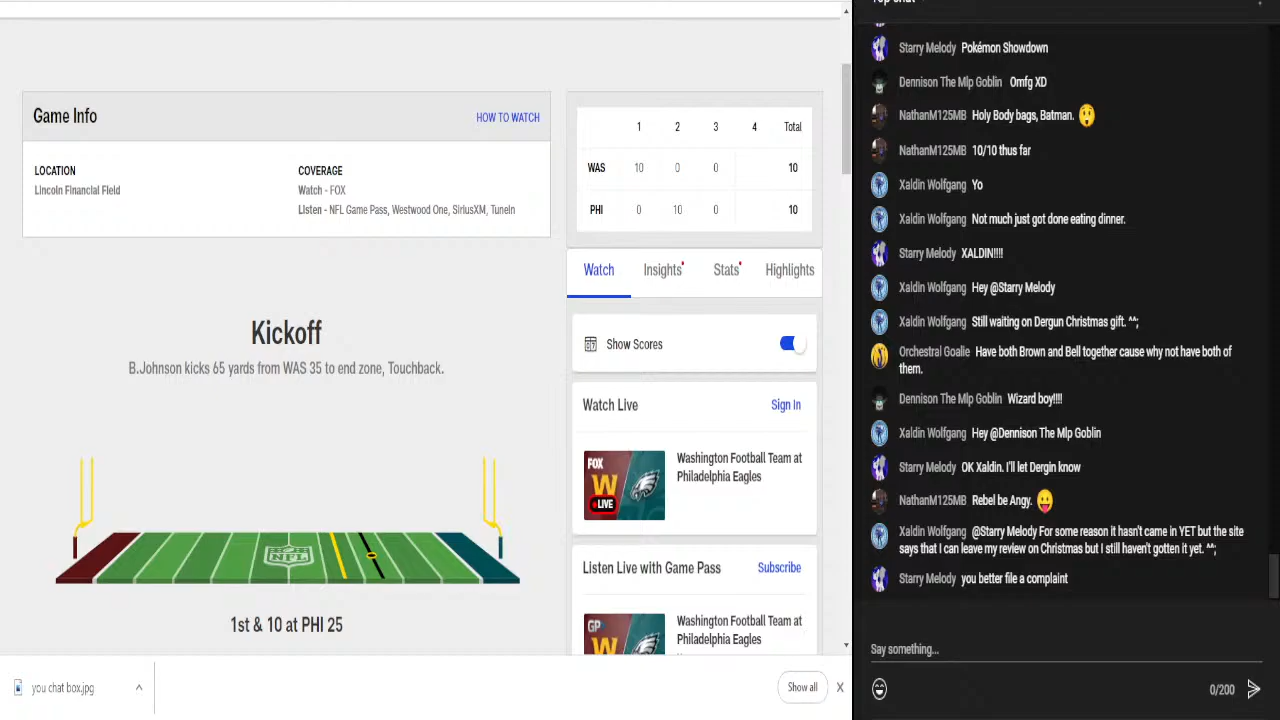 Game Info
HOW TO WATCH
LOCATION
Lincoln Financial Field
COVERAGE
Watch - FOX
Listen - NFL Game Pass, Westwood One, SiriusXM, TuneIn
Kickoff
B.Johnson kicks 65 yards from WAS 35 to end zone, Touchback.
NFL
1st & 10 at PHI 25
you chat box.jpg
Show all
X
1 2 3 4 Total
WAS 10 0 0 10
PHI 0 10 0 10
Watch Insights Stats Highlights
Show Scores
Watch Live
Sign In
FOX
W
LIVE
Washington Football Team at
Philadelphia Eagles
Listen Live with Game Pass
Subscribe
GP
W
Washington Football Team at
Philadelphia Eagles
Starry Melody Pokémon Showdown
Dennison The Mlp Goblin Omfg XD
NathanM125MB Holy Body bags, Batman. 😲
NathanM125MB 10/10 thus far
Xaldin Wolfgang Yo
Xaldin Wolfgang Not much just got done eating dinner.
Starry Melody XALDIN!!!!
Xaldin Wolfgang Hey @Starry Melody
Xaldin Wolfgang Still waiting on Dergun Christmas gift. ^^;
Orchestral Goalie Have both Brown and Bell together cause why not have both of
them.
Dennison The Mlp Goblin Wizard boy!!!!
Xaldin Wolfgang Hey @Dennison The Mlp Goblin
Starry Melody OK Xaldin. I'll let Dergin know
NathanM125MB Rebel be Angy. 😛
Xaldin Wolfgang @Starry Melody For some reason it hasn't came in YET but the site
says that I can leave my review on Christmas but I still haven't gotten it yet. ^^;
Starry Melody you better file a complaint
Say something...
0/200